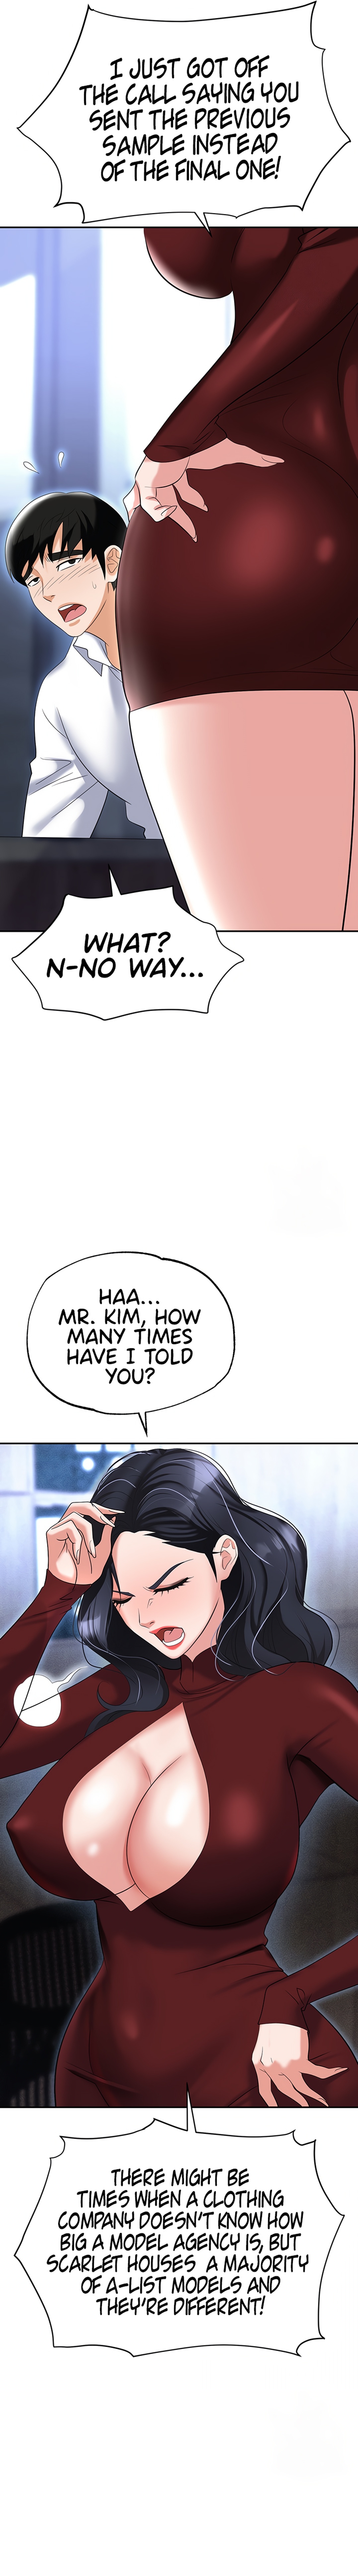 I JUST GOT OFF
THE CALL SAYING YOU
SENT THE PREVIOUS
SAMPLE INSTEAD
OF THE FINAL ONE!
WHAT?
N-NO WAY...
HAA...
MR. KIM, HOW
MANY TIMES
HAVE I TOLD
YOU?
THERE MIGHT BE
TIMES WHEN A CLOTHING
COMPANY DOESN'T KNOW HOW
BIG A MODEL AGENCY IS, BUT
SCARLET HOUSES A MAJORITY
OF A-LIST MODELS AND
THEY'RE DIFFERENT!